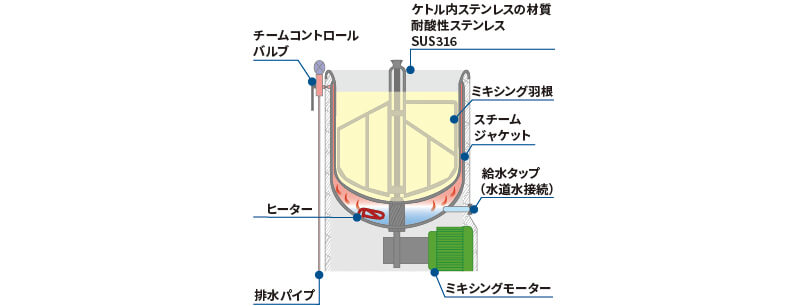 ケトル内ステンレスの材質
耐酸性ステンレス
SUS316
チームコントロール
バルブ
ミキシング羽根
スチーム
ジャケット
給水タップ
（水道水接続）
ヒーター
排水パイプ
ミキシングモーター